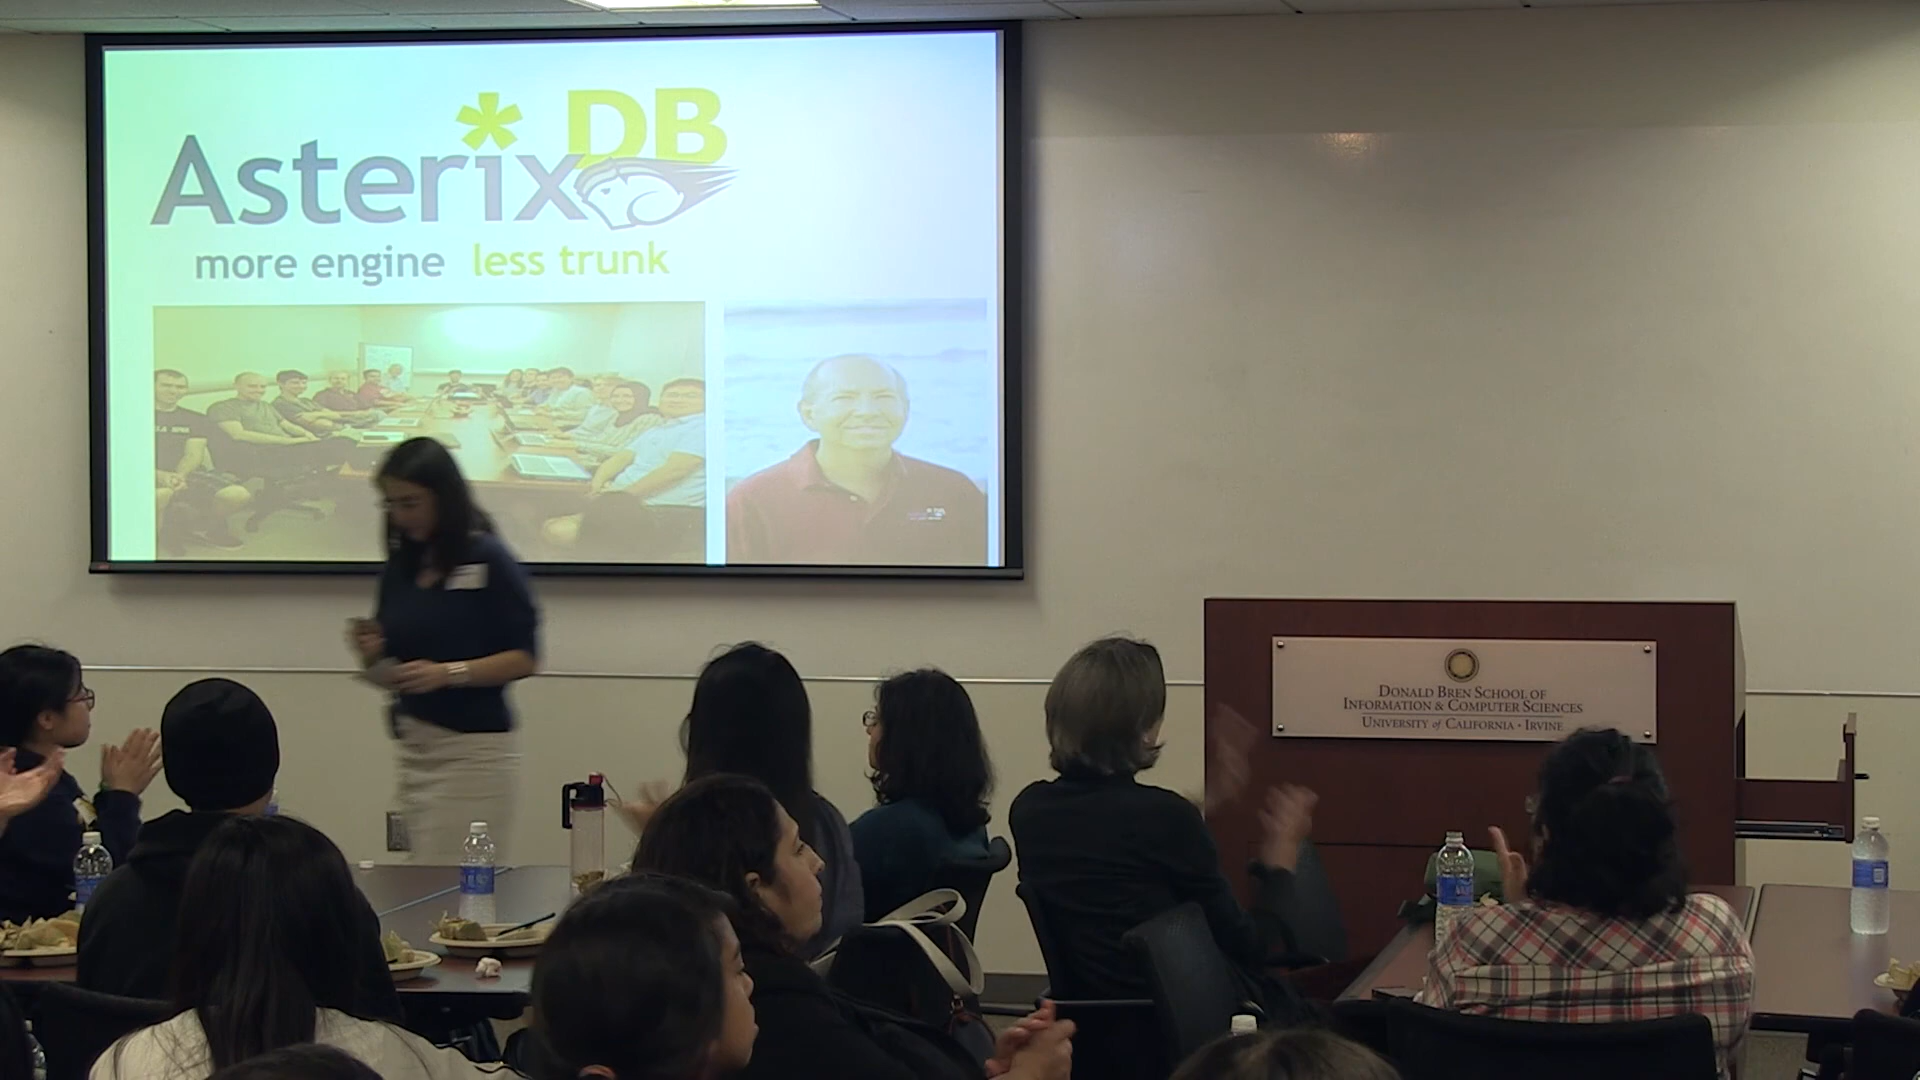 Asterix DB
more engine less trunk
DONALD BREN SCHOOL OF
INFORMATION & COMPUTER SCIENCES
UNIVERSITY of CALIFORNIA • IRVINE